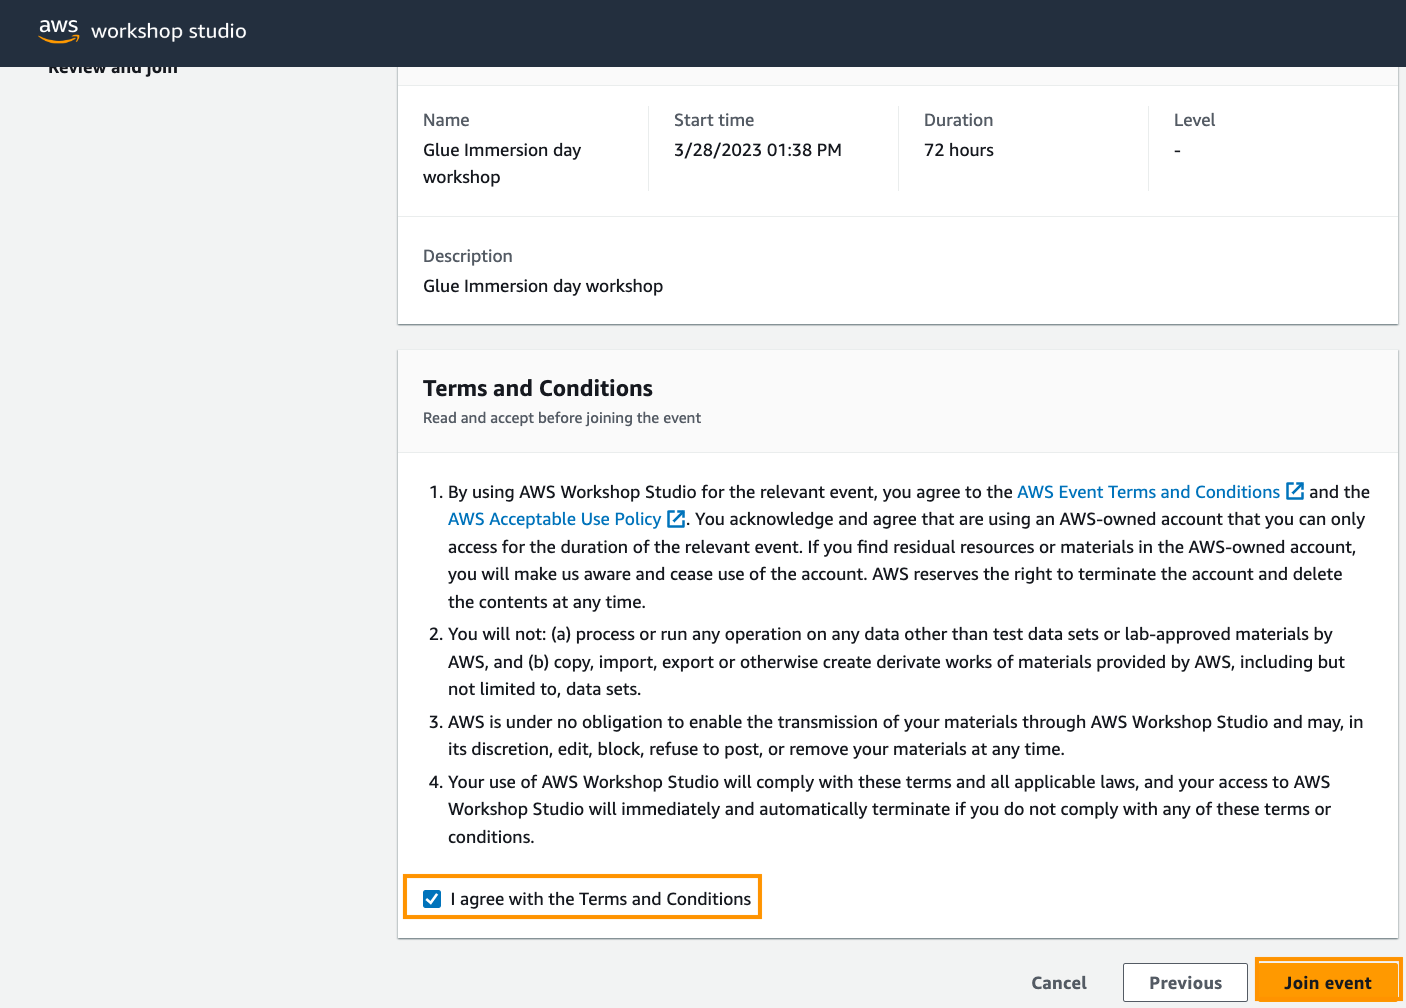 aws workshop studio
Review and join
Name
Start time
Duration
Level
Glue Immersion day
workshop
3/28/2023 01:38 PM
72 hours
-
Description
Glue Immersion day workshop
Terms and Conditions
Read and accept before joining the event
1. By using AWS Workshop Studio for the relevant event, you agree to the AWS Event Terms and Conditions and the
AWS Acceptable Use Policy. You acknowledge and agree that are using an AWS-owned account that you can only
access for the duration of the relevant event. If you find residual resources or materials in the AWS-owned account,
you will make us aware and cease use of the account. AWS reserves the right to terminate the account and delete
the contents at any time.
2. You will not: (a) process or run any operation on any data other than test data sets or lab-approved materials by
AWS, and (b) copy, import, export or otherwise create derivate works of materials provided by AWS, including but
not limited to, data sets.
3. AWS is under no obligation to enable the transmission of your materials through AWS Workshop Studio and may, in
its discretion, edit, block, refuse to post, or remove your materials at any time.
4. Your use of AWS Workshop Studio will comply with these terms and all applicable laws, and your access to AWS
Workshop Studio will immediately and automatically terminate if you do not comply with any of these terms or
conditions.
I agree with the Terms and Conditions
Cancel
Previous
Join event